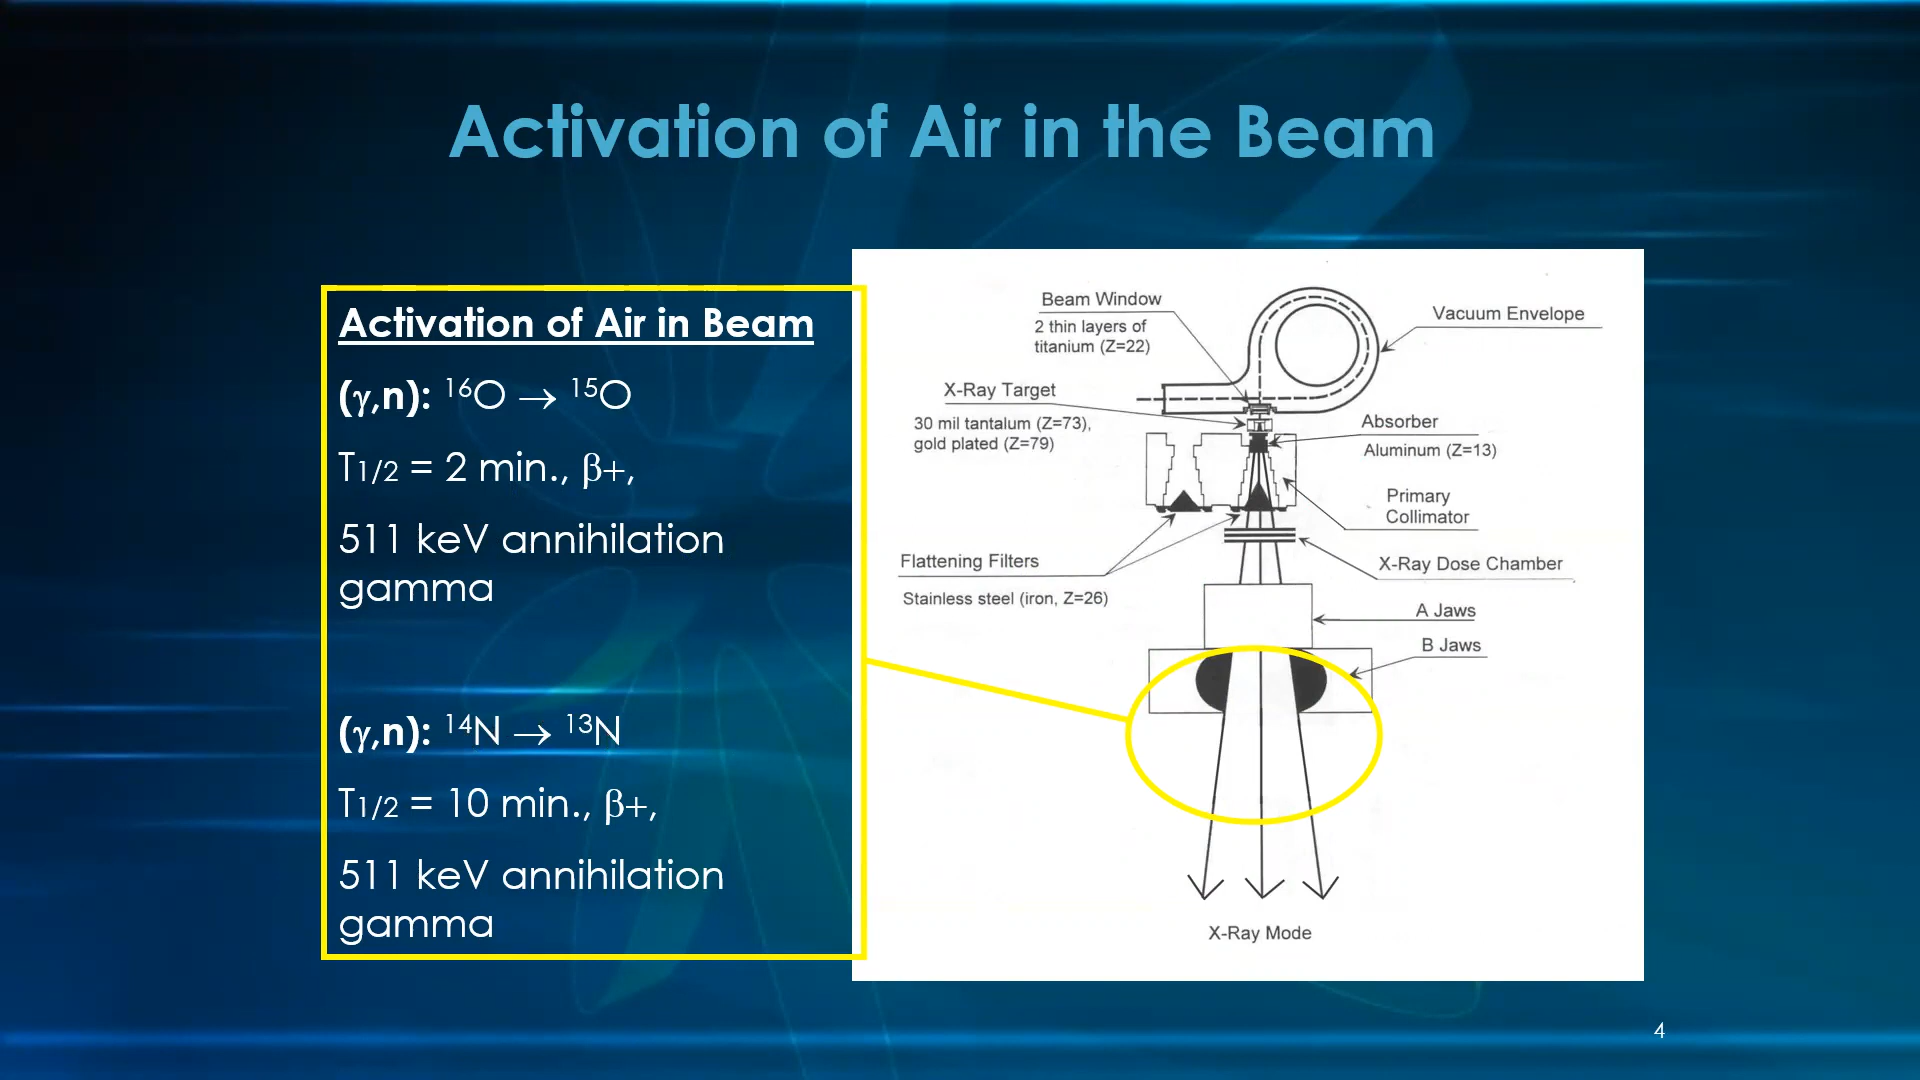 Activation of Air in the Beam
Activation of Air in Beam
(γ,n): ¹⁶O → ¹⁵O
T1/2 = 2 min., β+,
511 keV annihilation
gamma
(γ,n): ¹⁴N → ¹³N
T1/2 = 10 min., β+,
511 keV annihilation
gamma
Beam Window
2 thin layers of
titanium (Z=22)
Vacuum Envelope
X-Ray Target
30 mil tantalum (Z=73),
gold plated (Z=79)
Absorber
Aluminum (Z=13)
Primary
Collimator
Flattening Filters
Stainless steel (iron, Z=26)
X-Ray Dose Chamber
A Jaws
B Jaws
X-Ray Mode
4